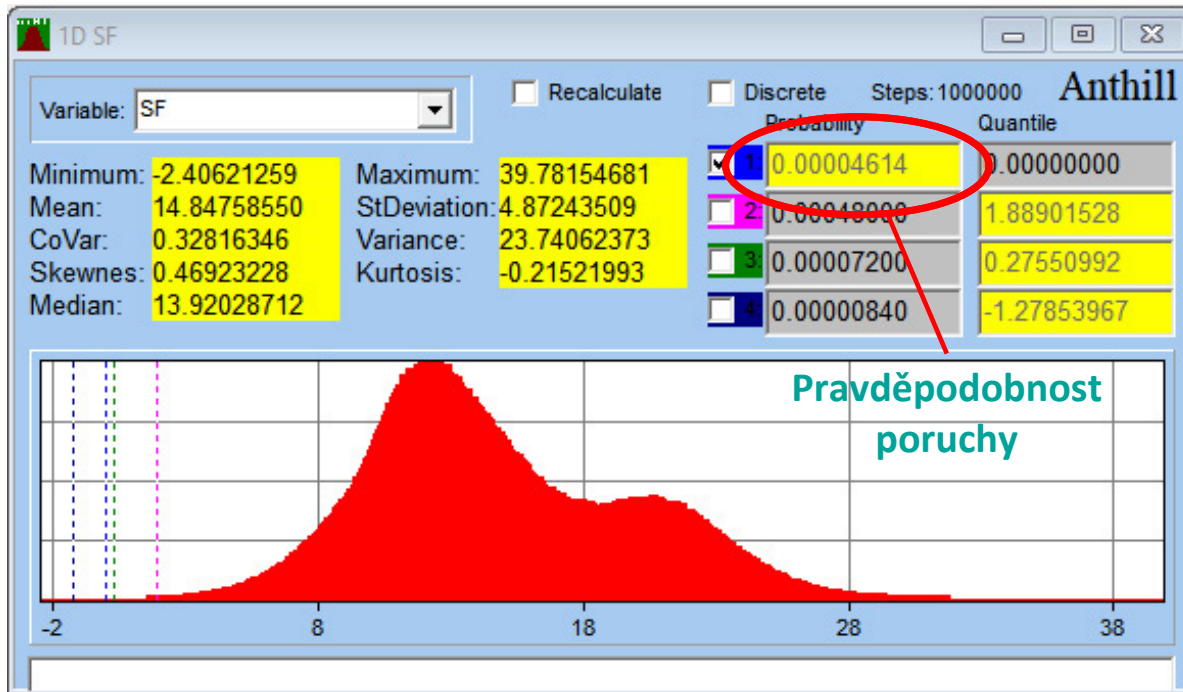 1D SF
Variable: SF
Recalculate
Discrete Steps:1000000 Anthill
Probability Quantile
Minimum: -2.40621259 Maximum: 39.78154681 1: 0.00004614 0.00000000
Mean: 14.84758550 StDeviation: 4.87243509 2: 0.00048000 1.88901528
CoVar: 0.32816346 Variance: 23.74062373
Skewnes: 0.46923228 Kurtosis: -0.21521993 3: 0.00007200 0.27550992
Median: 13.92028712 4: 0.00000840 -1.27853967
Pravděpodobnost
poruchy
-2 8 18 28 38